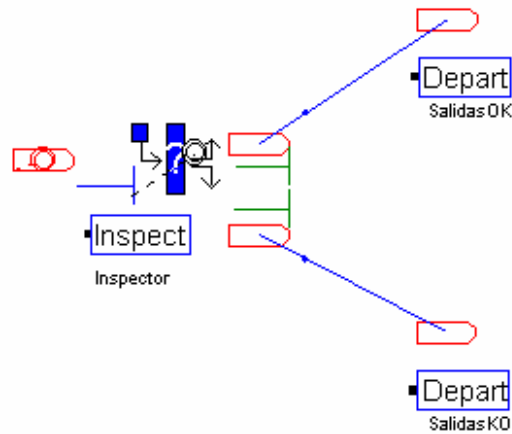 Depart
Salidas OK
?
Inspect
Inspector
Depart
Salidas KO